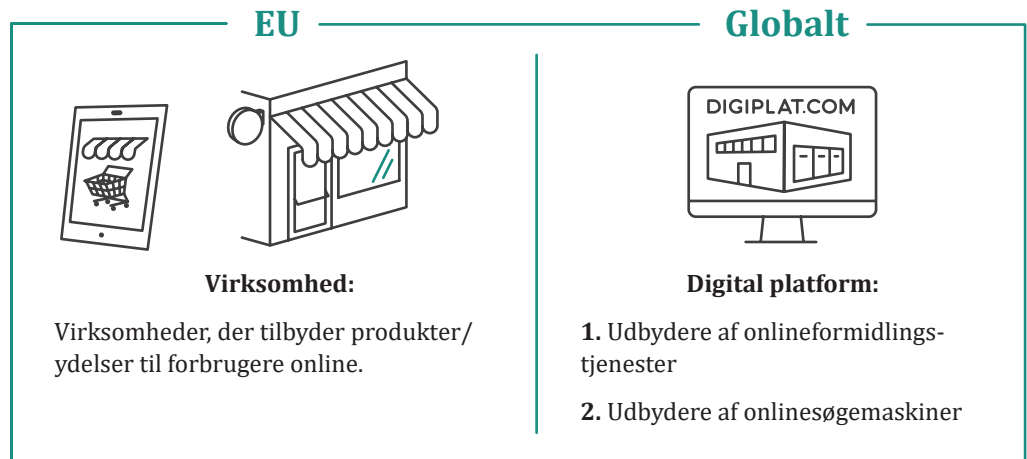 EU
Virksomhed:
Virksomheder, der tilbyder produkter/
ydelser til forbrugere online.
Globalt
DIGIPLAT.COM
Digital platform:
1. Udbydere af onlineformidlings-
tjenester
2. Udbydere af onlinesøgemaskiner